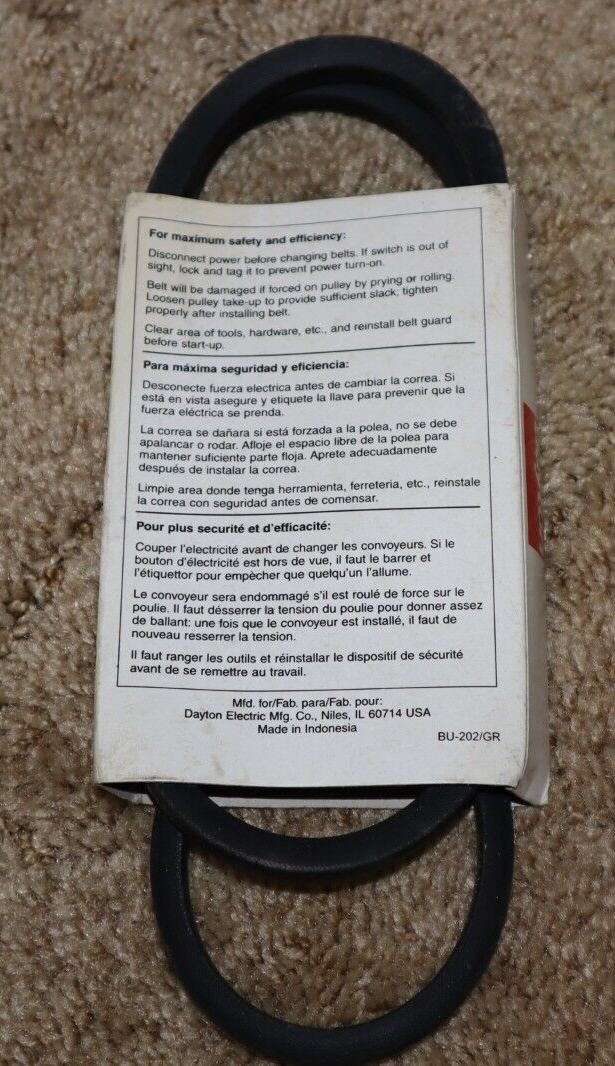 For maximum safety and efficiency:
Disconnect power before changing belts. If switch is out of
sight, lock and tag it to prevent power turn-on.
Belt will be damaged if forced on pulley by prying or rolling.
Loosen pulley take-up to provide sufficient slack; tighten
properly after installing belt.
Clear area of tools, hardware, etc., and reinstall belt guard
before start-up.
Para máxima seguridad y eficiencia:
Desconecte fuerza electrica antes de cambiar la correa. Si
está en vista asegure y etiquete la llave para prevenir que la
fuerza eléctrica se prenda.
La correa se dañara si está forzada a la polea, no se debe
apalancar o rodar. Afloje el espacio libre de la polea para
mantener suficiente parte floja. Aprete adecuadamente
después de instalar la correa.
Limpie area donde tenga herramienta, ferreteria, etc., reinstale
la correa con seguridad antes de comensar.
Pour plus securité et d'efficacité:
Couper l'electricité avant de changer les convoyeurs. Si le
bouton d'électricité est hors de vue, il faut le barrer et
l'étiquettor pour empècher que quelqu'un l'allume.
Le convoyeur sera endommagé s'il est roulé de force sur le
poulie. Il faut désserrer la tension du poulie pour donner assez
de ballant: une fois que le convoyeur est installé, il faut de
nouveau resserrer la tension.
Il faut ranger les outils et réinstallar le dispositif de sécurité
avant de se remettre au travail.
Mfd. for/Fab. para/Fab. pour:
Dayton Electric Mfg. Co., Niles, IL 60714 USA
Made in Indonesia
BU-202/GR